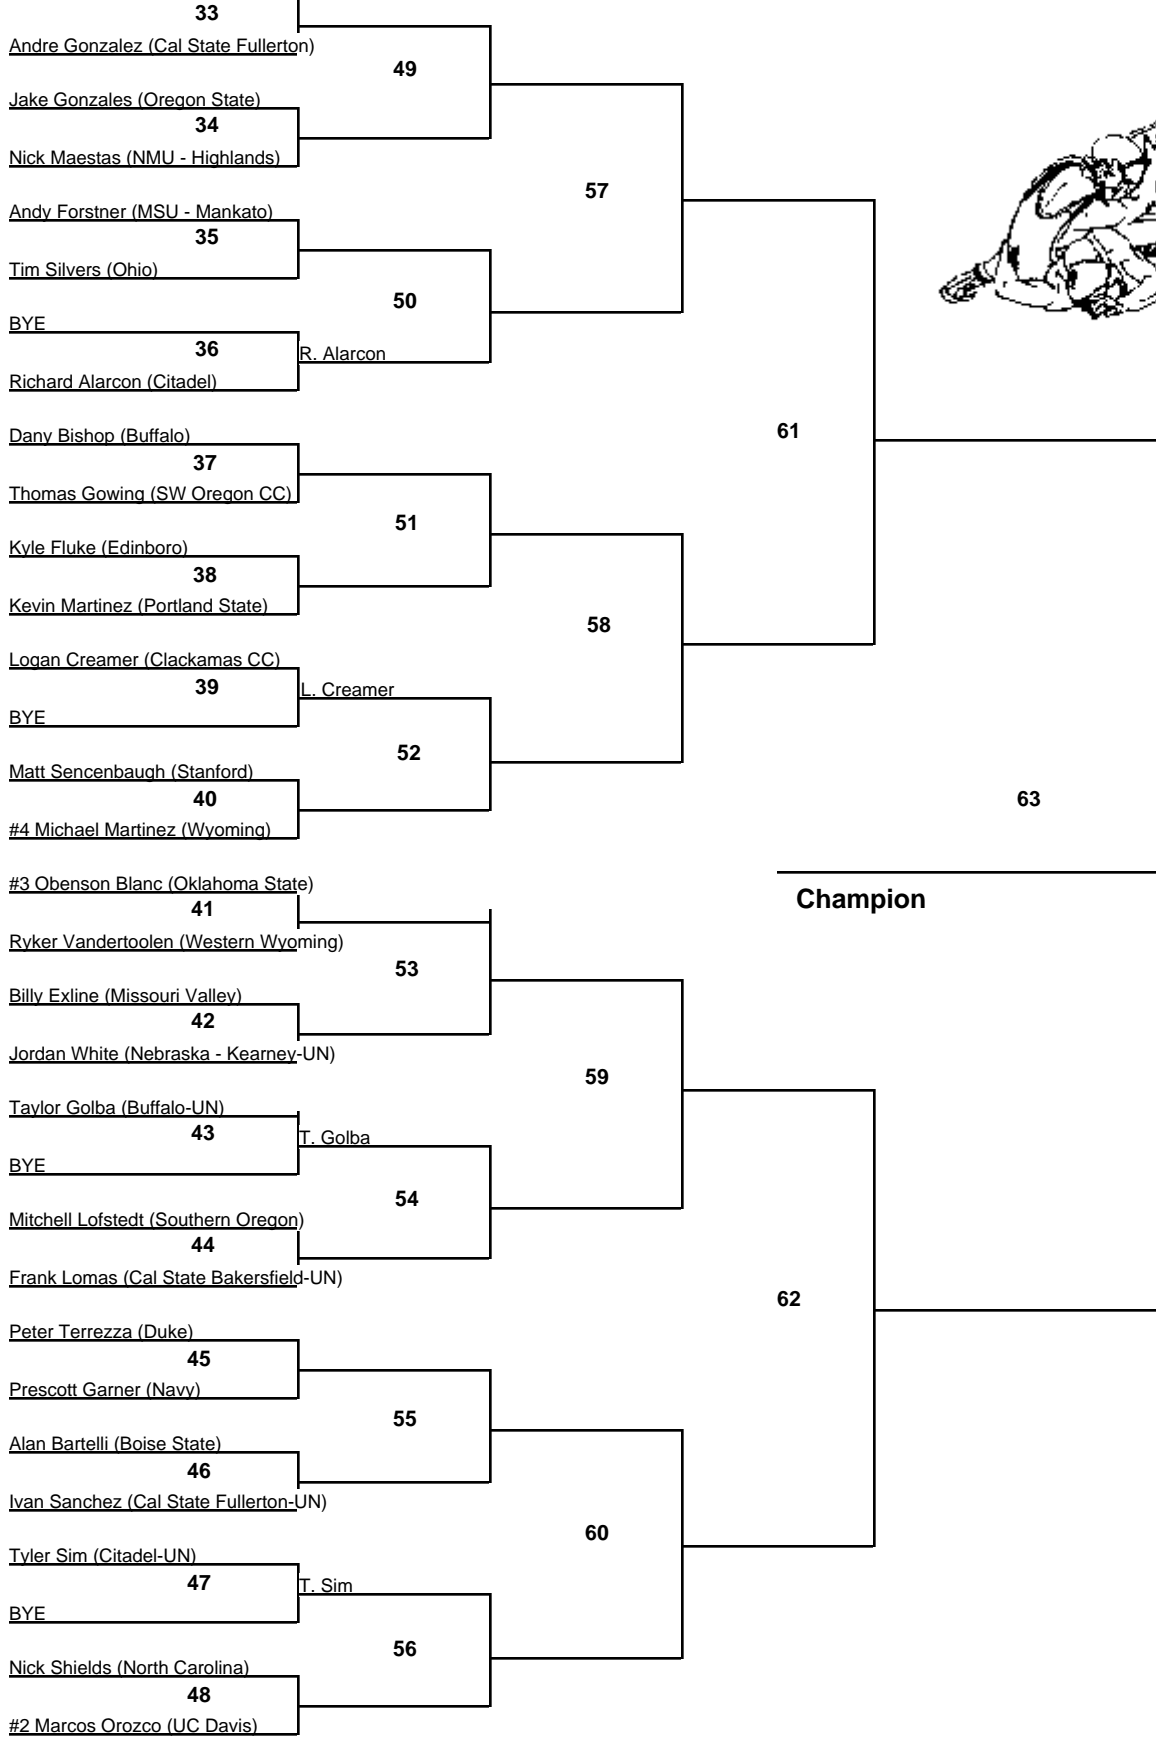 33
Andre Gonzalez (Cal State Fullerton)
49
Jake Gonzales (Oregon State)
34
Nick Maestas (NMU - Highlands)
57
Andy Forstner (MSU - Mankato)
35
Tim Silvers (Ohio)
50
BYE
36
R. Alarcon
Richard Alarcon (Citadel)
61
Dany Bishop (Buffalo)
37
Thomas Gowing (SW Oregon CC)
51
Kyle Fluke (Edinboro)
38
Kevin Martinez (Portland State)
58
Logan Creamer (Clackamas CC)
39
L. Creamer
BYE
52
Matt Sencenbaugh (Stanford)
40
63
#4 Michael Martinez (Wyoming)
#3 Obenson Blanc (Oklahoma State)
Champion
41
Ryker Vandertoolen (Western Wyoming)
53
Billy Exline (Missouri Valley)
42
Jordan White (Nebraska - Kearney-UN)
59
Taylor Golba (Buffalo-UN)
43
T. Golba
BYE
54
Mitchell Lofstedt (Southern Oregon)
44
Frank Lomas (Cal State Bakersfield-UN)
62
Peter Terrezza (Duke)
45
Prescott Garner (Navy)
55
Alan Bartelli (Boise State)
46
Ivan Sanchez (Cal State Fullerton-UN)
60
Tyler Sim (Citadel-UN)
47
T. Sim
BYE
56
Nick Shields (North Carolina)
48
#2 Marcos Orozco (UC Davis)